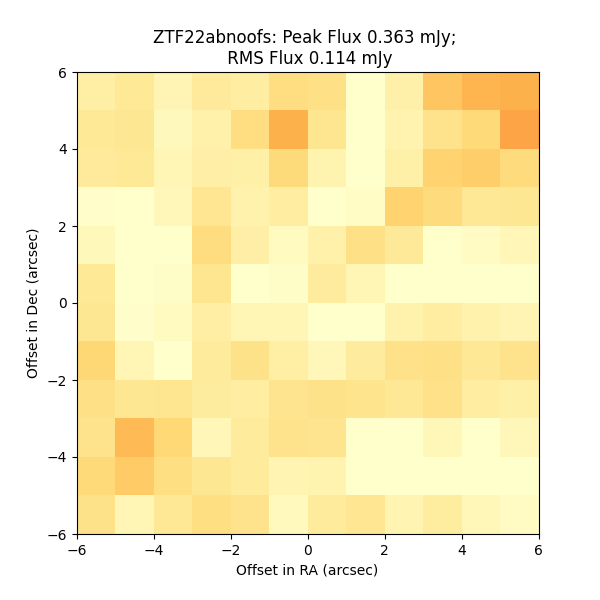 ZTF22abnoofs: Peak Flux 0.363 mJy;
RMS Flux 0.114 mJy
6
4
2
0
−2
−4
−6
Offset in Dec (arcsec)
−6 −4 −2 0 2 4 6
Offset in RA (arcsec)